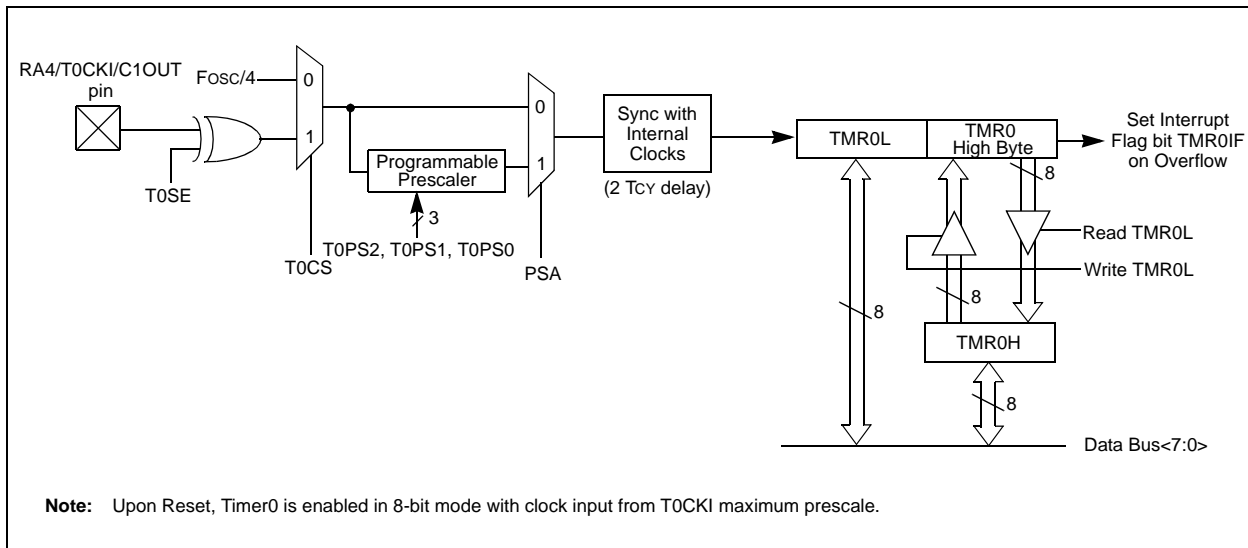 RA4/T0CKI/C1OUT
pin
FOSC/4
0
1
T0SE
T0CS
Programmable
Prescaler
3
T0PS2, T0PS1, T0PS0
0
1
PSA
Sync with
Internal
Clocks
(2 TCY delay)
TMR0L
TMR0
High Byte
Set Interrupt
Flag bit TMR0IF
on Overflow
8
Read TMR0L
Write TMR0L
8
8
TMR0H
8
Data Bus<7:0>
Note: Upon Reset, Timer0 is enabled in 8-bit mode with clock input from T0CKI maximum prescale.